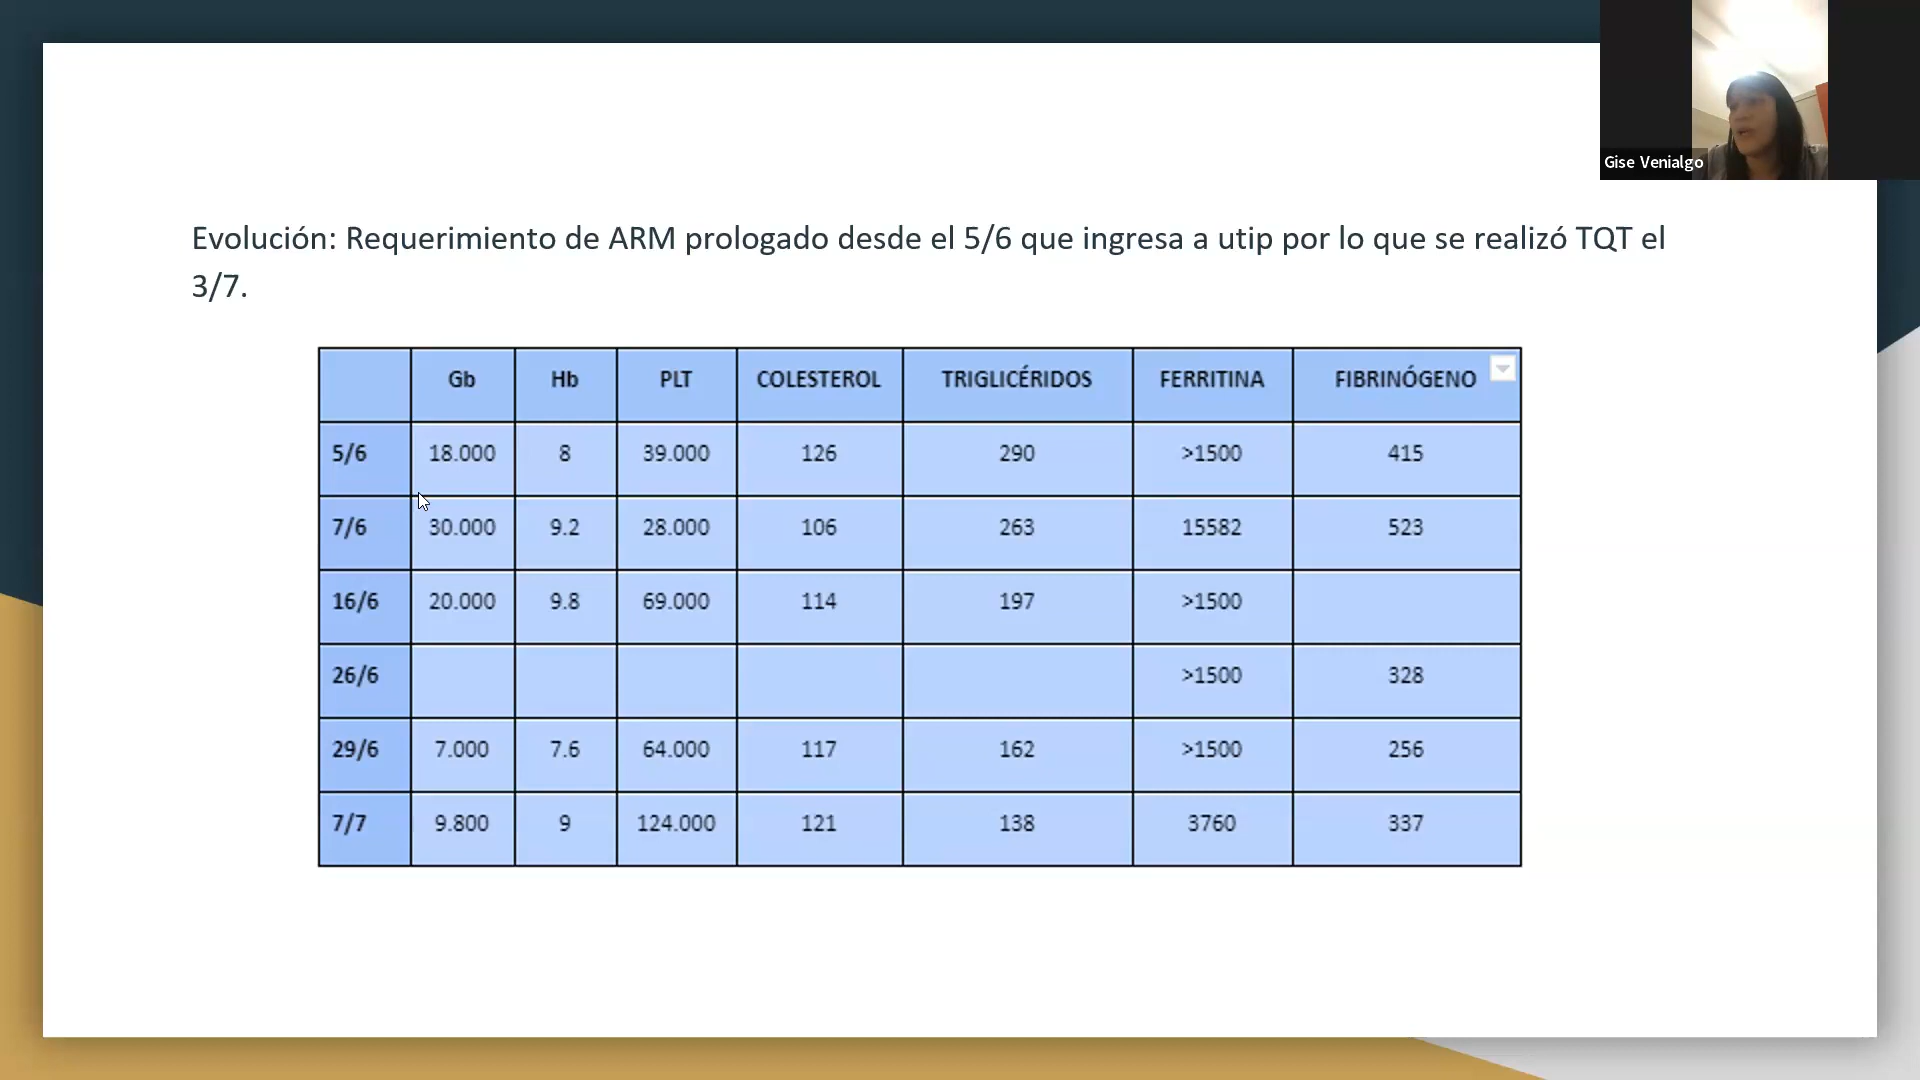 Gise Venialgo
Evolución: Requerimiento de ARM prologado desde el 5/6 que ingresa a utip por lo que se realizó TQT el
3/7.
Gb Hb PLT COLESTEROL TRIGLICÉRIDOS FERRITINA FIBRINÓGENO
5/6 18.000 8 39.000 126 290 >1500 415
7/6 30.000 9.2 28.000 106 263 15582 523
16/6 20.000 9.8 69.000 114 197 >1500
26/6 >1500 328
29/6 7.000 7.6 64.000 117 162 >1500 256
7/7 9.800 9 124.000 121 138 3760 337